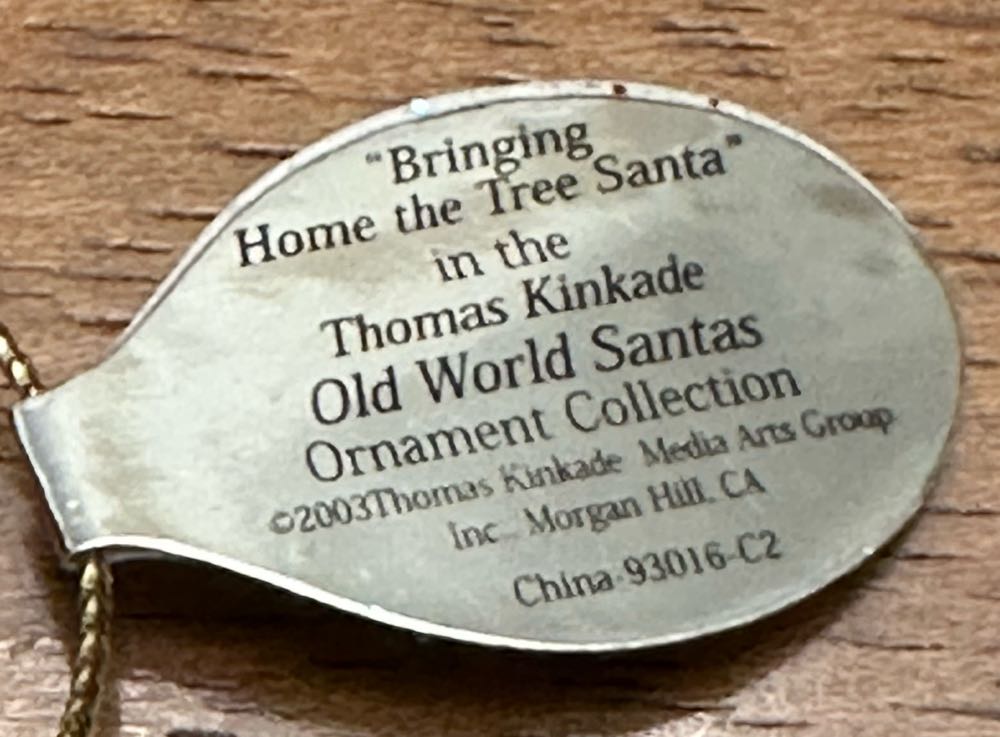 "Bringing
Home the Tree Santa"
in the
Thomas Kinkade
Old World Santas
Ornament Collection
©2003Thomas Kinkade Media Arts Group
Inc. Morgan Hill, CA
China-93016-C2